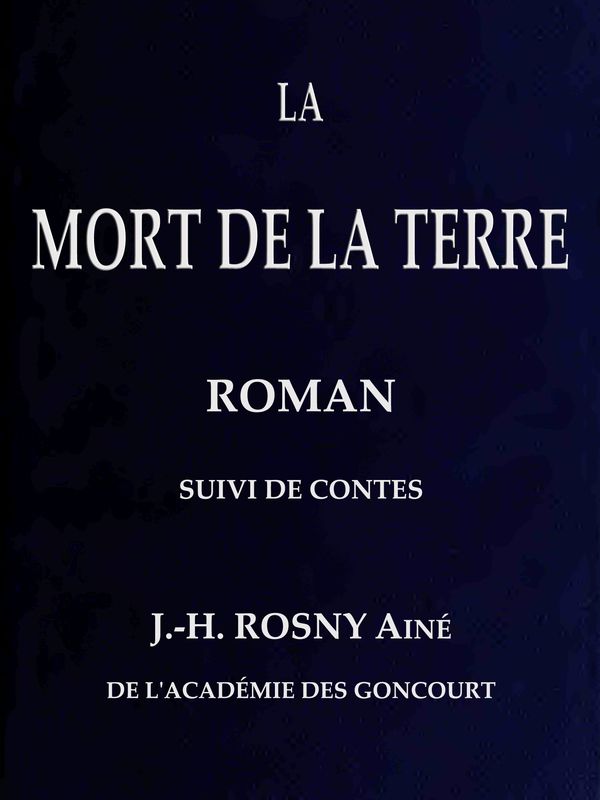 LA
MORT DE LA TERRE
ROMAN
SUIVI DE CONTES
J.-H. ROSNY AINÉ
DE L'ACADÉMIE DES GONCOURT